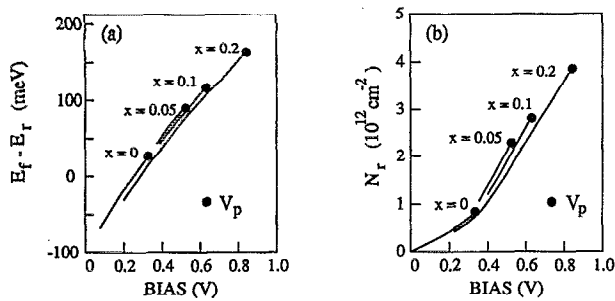 (a)
E_f - E_r (meV)
200
100
0
-100
x = 0.2
x = 0.1
x = 0.05
x = 0
V_p
0 0.2 0.4 0.6 0.8 1.0
BIAS (V)
(b)
N_r (10^12 cm^-2)
5
4
3
2
1
0
x = 0.2
x = 0.1
x = 0.05
x = 0
V_p
0 0.2 0.4 0.6 0.8 1.0
BIAS (V)